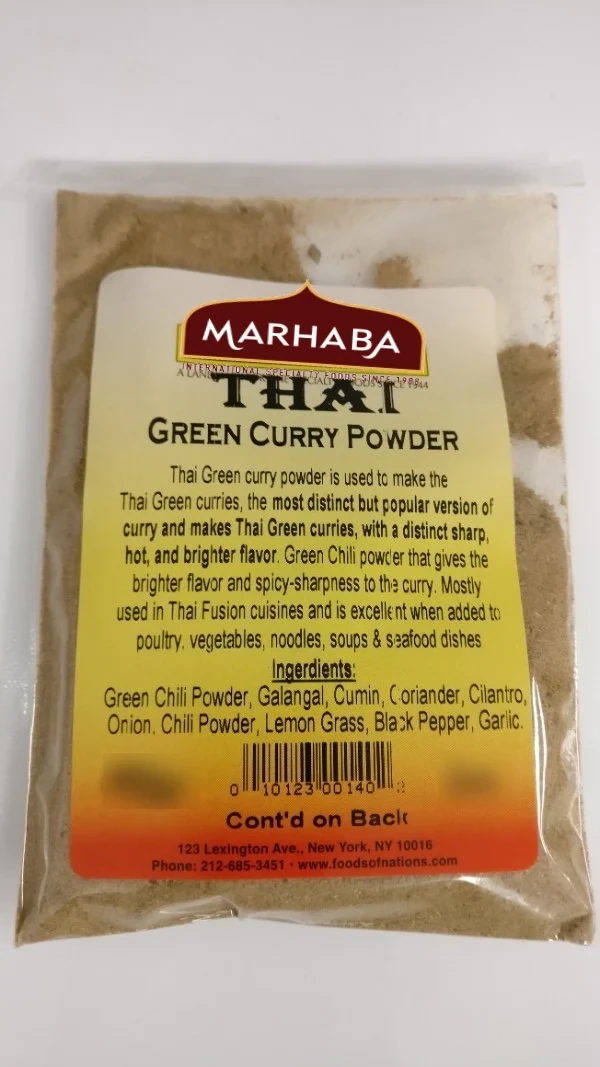 MARHABA
INTERNATIONAL SPECIALTY FOODS SINCE 1988
THAI
GREEN CURRY POWDER
Thai Green curry powder is used to make the
Thai Green curries, the most distinct but popular version of
curry and makes Thai Green curries, with a distinct sharp,
hot, and brighter flavor. Green Chili powder that gives the
brighter flavor and spicy-sharpness to the curry. Mostly
used in Thai Fusion cuisines and is excellent when added to
poultry, vegetables, noodles, soups & seafood dishes
Ingerdients:
Green Chili Powder, Galangal, Cumin, Coriander, Cilantro,
Onion, Chili Powder, Lemon Grass, Black Pepper, Garlic.
0 10123 00140 2
Cont'd on Back
123 Lexington Ave., New York, NY 10016
Phone: 212-685-3451 · www.foodsofnations.com